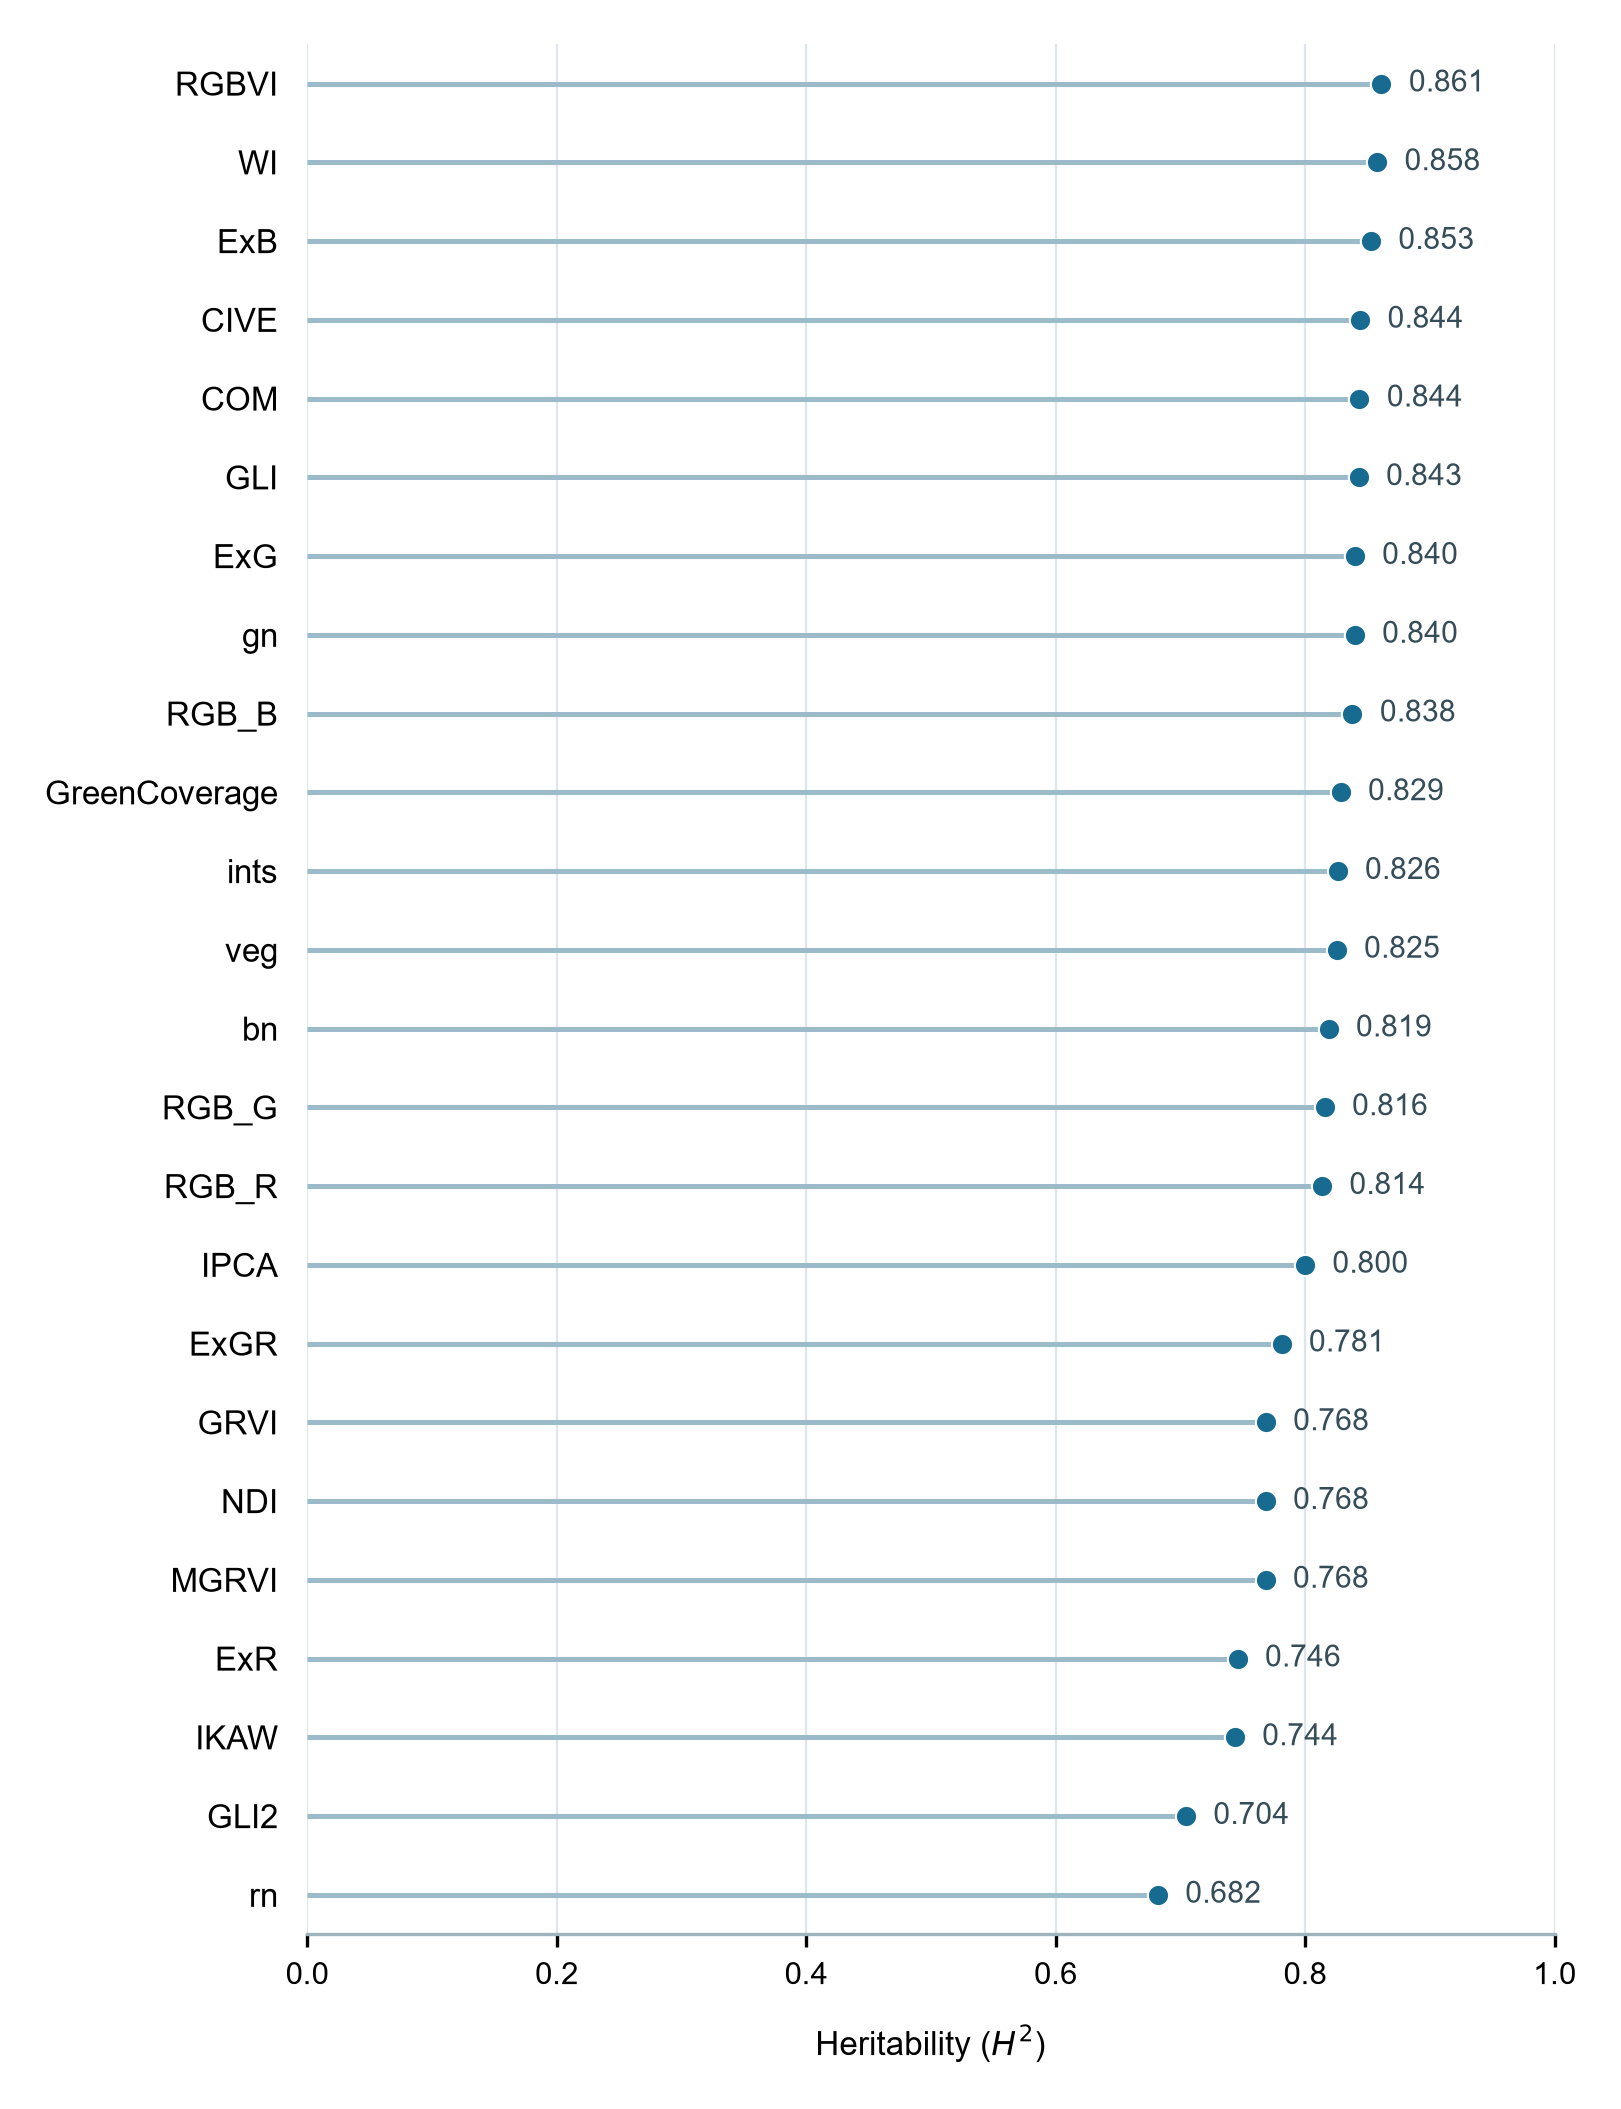 RGBVI 0.861
WI 0.858
ExB 0.853
CIVE 0.844
COM 0.844
GLI 0.843
ExG 0.840
gn 0.840
RGB_B 0.838
GreenCoverage 0.829
ints 0.826
veg 0.825
bn 0.819
RGB_G 0.816
RGB_R 0.814
IPCA 0.800
ExGR 0.781
GRVI 0.768
NDI 0.768
MGRVI 0.768
ExR 0.746
IKAW 0.744
GLI2 0.704
rn 0.682
0.0 0.2 0.4 0.6 0.8 1.0
Heritability (H²)